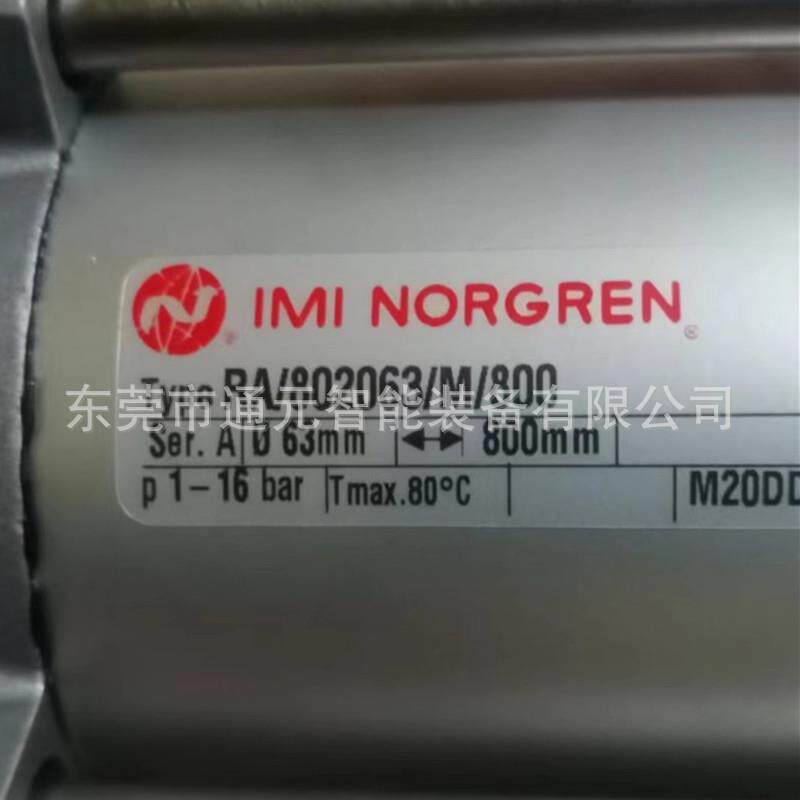 IMI NORGREN®
Type RA/802063/M/800
东莞市通元智能装备有限公司
Ser. A Ø 63mm 800mm
p 1-16 bar Tmax.80°C M20DD